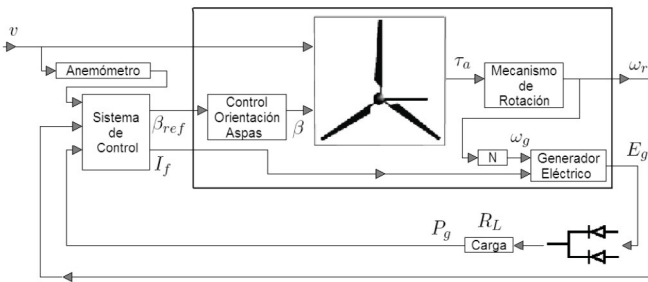 v
Anemómetro
Sistema
de
Control
β_ref
I_f
Control
Orientación
Aspas
β
τ_a
Mecanismo
de
Rotación
ω_r
N
ω_g
Generador
Eléctrico
E_g
P_g
R_L
Carga